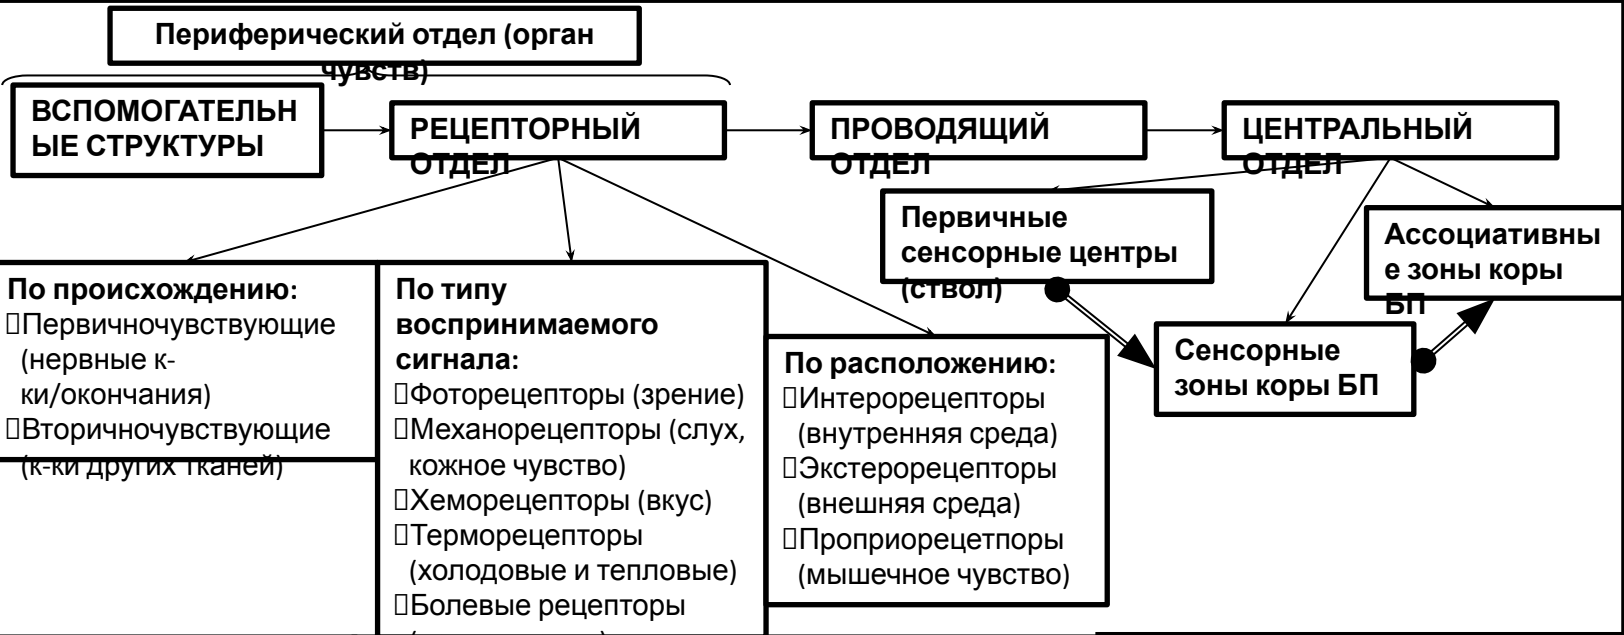 Периферический отдел (орган
чувств)
ВСПОМОГАТЕЛЬН
ЫЕ СТРУКТУРЫ
РЕЦЕПТОРНЫЙ
ОТДЕЛ
ПРОВОДЯЩИЙ
ОТДЕЛ
ЦЕНТРАЛЬНЫЙ
ОТДЕЛ
Первичные
сенсорные центры
(ствол)
Ассоциативны
е зоны коры
БП
Сенсорные
зоны коры БП
По происхождению:
Первичночувствующие
(нервные к-
ки/окончания)
Вторичночувствующие
(к-ки других тканей)
По типу
воспринимаемого
сигнала:
Фоторецепторы (зрение)
Механорецепторы (слух,
кожное чувство)
Хеморецепторы (вкус)
Терморецепторы
(холодовые и тепловые)
Болевые рецепторы
По расположению:
Интерорецепторы
(внутренняя среда)
Экстерорецепторы
(внешняя среда)
Проприорецетпоры
(мышечное чувство)